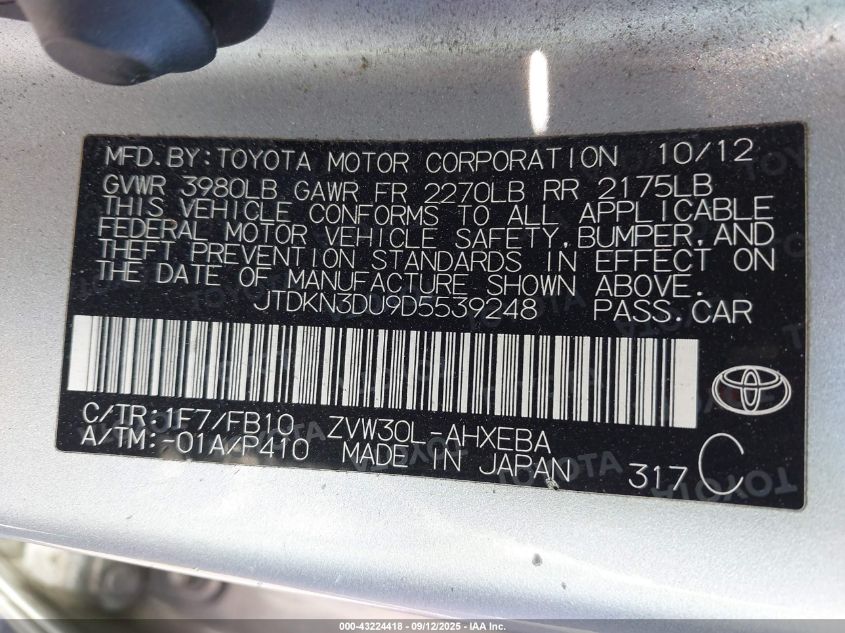 MFD.BY:TOYOTA MOTOR CORPORATION 10/12
GVWR 3980LB GAWR FR 2270LB RR 2175LB
THIS VEHICLE CONFORMS TO ALL APPLICABLE
FEDERAL MOTOR VEHICLE SAFETY,BUMPER,AND
THEFT PREVENTION STANDARDS IN EFFECT ON
THE DATE OF MANUFACTURE SHOWN ABOVE.
JTDKN3DU9D5539248 PASS.CAR
C/TR:1F7/FB10 ZVW30L-AHXEBA
A/TM:-01A/P410 MADE IN JAPAN 317C
000-43224418 - 09/12/2025 - IAA Inc.